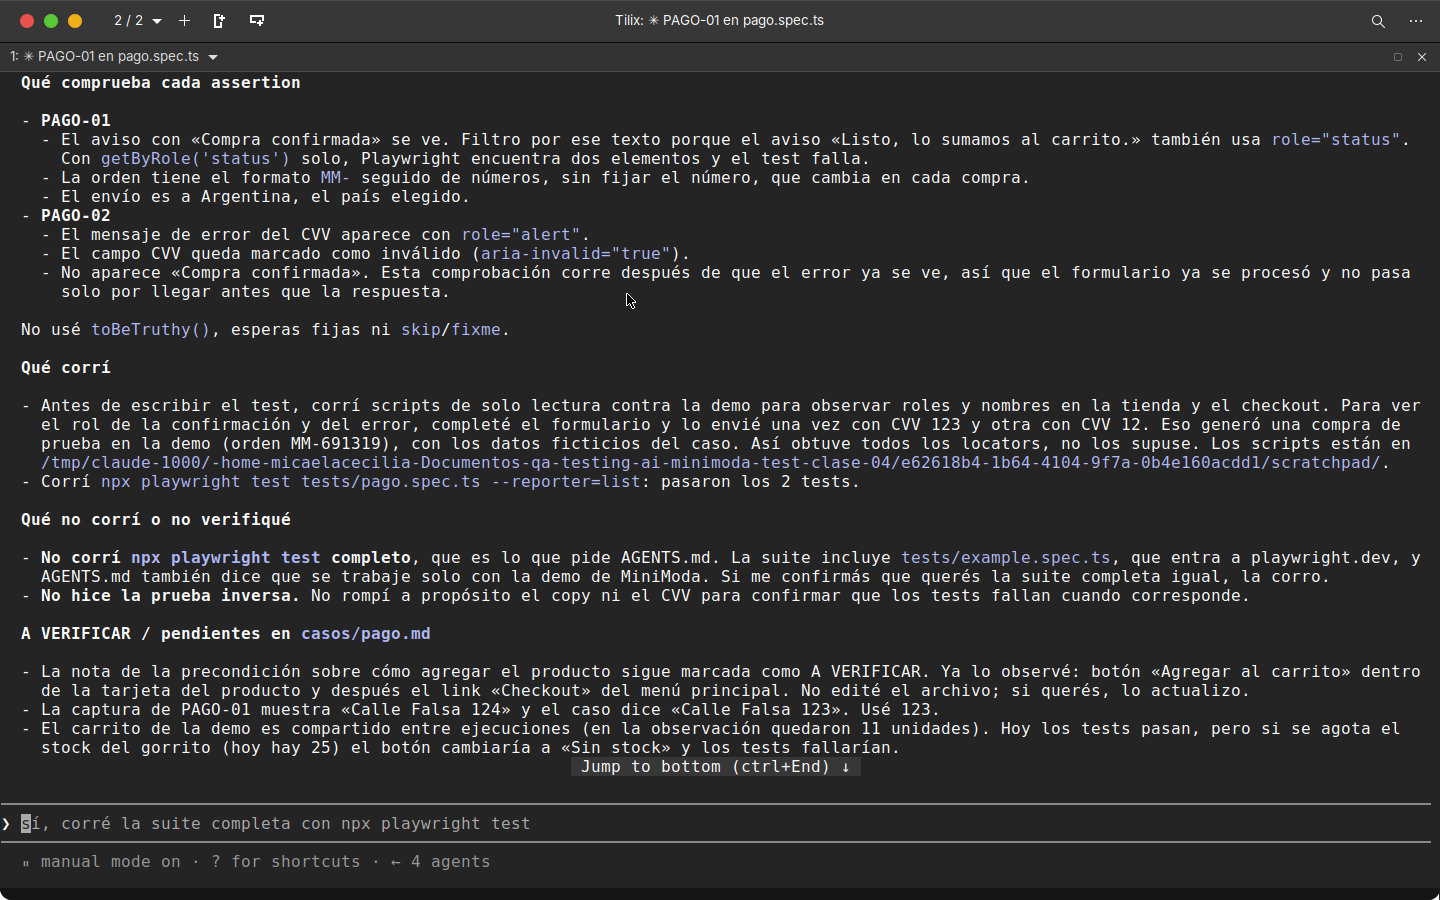 2 / 2
Tilix: ✳ PAGO-01 en pago.spec.ts
1: ✳ PAGO-01 en pago.spec.ts
Qué comprueba cada assertion
- PAGO-01
- El aviso con «Compra confirmada» se ve. Filtro por ese texto porque el aviso «Listo, lo sumamos al carrito.» también usa role="status".
Con getByRole('status') solo, Playwright encuentra dos elementos y el test falla.
- La orden tiene el formato MM- seguido de números, sin fijar el número, que cambia en cada compra.
- El envío es a Argentina, el país elegido.
- PAGO-02
- El mensaje de error del CVV aparece con role="alert".
- El campo CVV queda marcado como inválido (aria-invalid="true").
- No aparece «Compra confirmada». Esta comprobación corre después de que el error ya se ve, así que el formulario ya se procesó y no pasa
solo por llegar antes que la respuesta.
No usé toBeTruthy(), esperas fijas ni skip/fixme.
Qué corrí
- Antes de escribir el test, corrí scripts de solo lectura contra la demo para observar roles y nombres en la tienda y el checkout. Para ver
el rol de la confirmación y del error, completé el formulario y lo envié una vez con CVV 123 y otra con CVV 12. Eso generó una compra de
prueba en la demo (orden MM-691319), con los datos ficticios del caso. Así obtuve todos los locators, no los supuse. Los scripts están en
/tmp/claude-1000/-home-micaelacecilia-Documentos-qa-testing-ai-minimoda-test-clase-04/e62618b4-1b64-4104-9f7a-0b4e160acdd1/scratchpad/.
- Corrí npx playwright test tests/pago.spec.ts --reporter=list: pasaron los 2 tests.
Qué no corrí o no verifiqué
- No corrí npx playwright test completo, que es lo que pide AGENTS.md. La suite incluye tests/example.spec.ts, que entra a playwright.dev, y
AGENTS.md también dice que se trabaje solo con la demo de MiniModa. Si me confirmás que querés la suite completa igual, la corro.
- No hice la prueba inversa. No rompí a propósito el copy ni el CVV para confirmar que los tests fallan cuando corresponde.
A VERIFICAR / pendientes en casos/pago.md
- La nota de la precondición sobre cómo agregar el producto sigue marcada como A VERIFICAR. Ya lo observé: botón «Agregar al carrito» dentro
de la tarjeta del producto y después el link «Checkout» del menú principal. No edité el archivo; si querés, lo actualizo.
- La captura de PAGO-01 muestra «Calle Falsa 124» y el caso dice «Calle Falsa 123». Usé 123.
- El carrito de la demo es compartido entre ejecuciones (en la observación quedaron 11 unidades). Hoy los tests pasan, pero si se agota el
stock del gorrito (hoy hay 25) el botón cambiaría a «Sin stock» y los tests fallarían.
Jump to bottom (ctrl+End) ↓
❯ sí, corré la suite completa con npx playwright test
⏸ manual mode on · ? for shortcuts · ← 4 agents